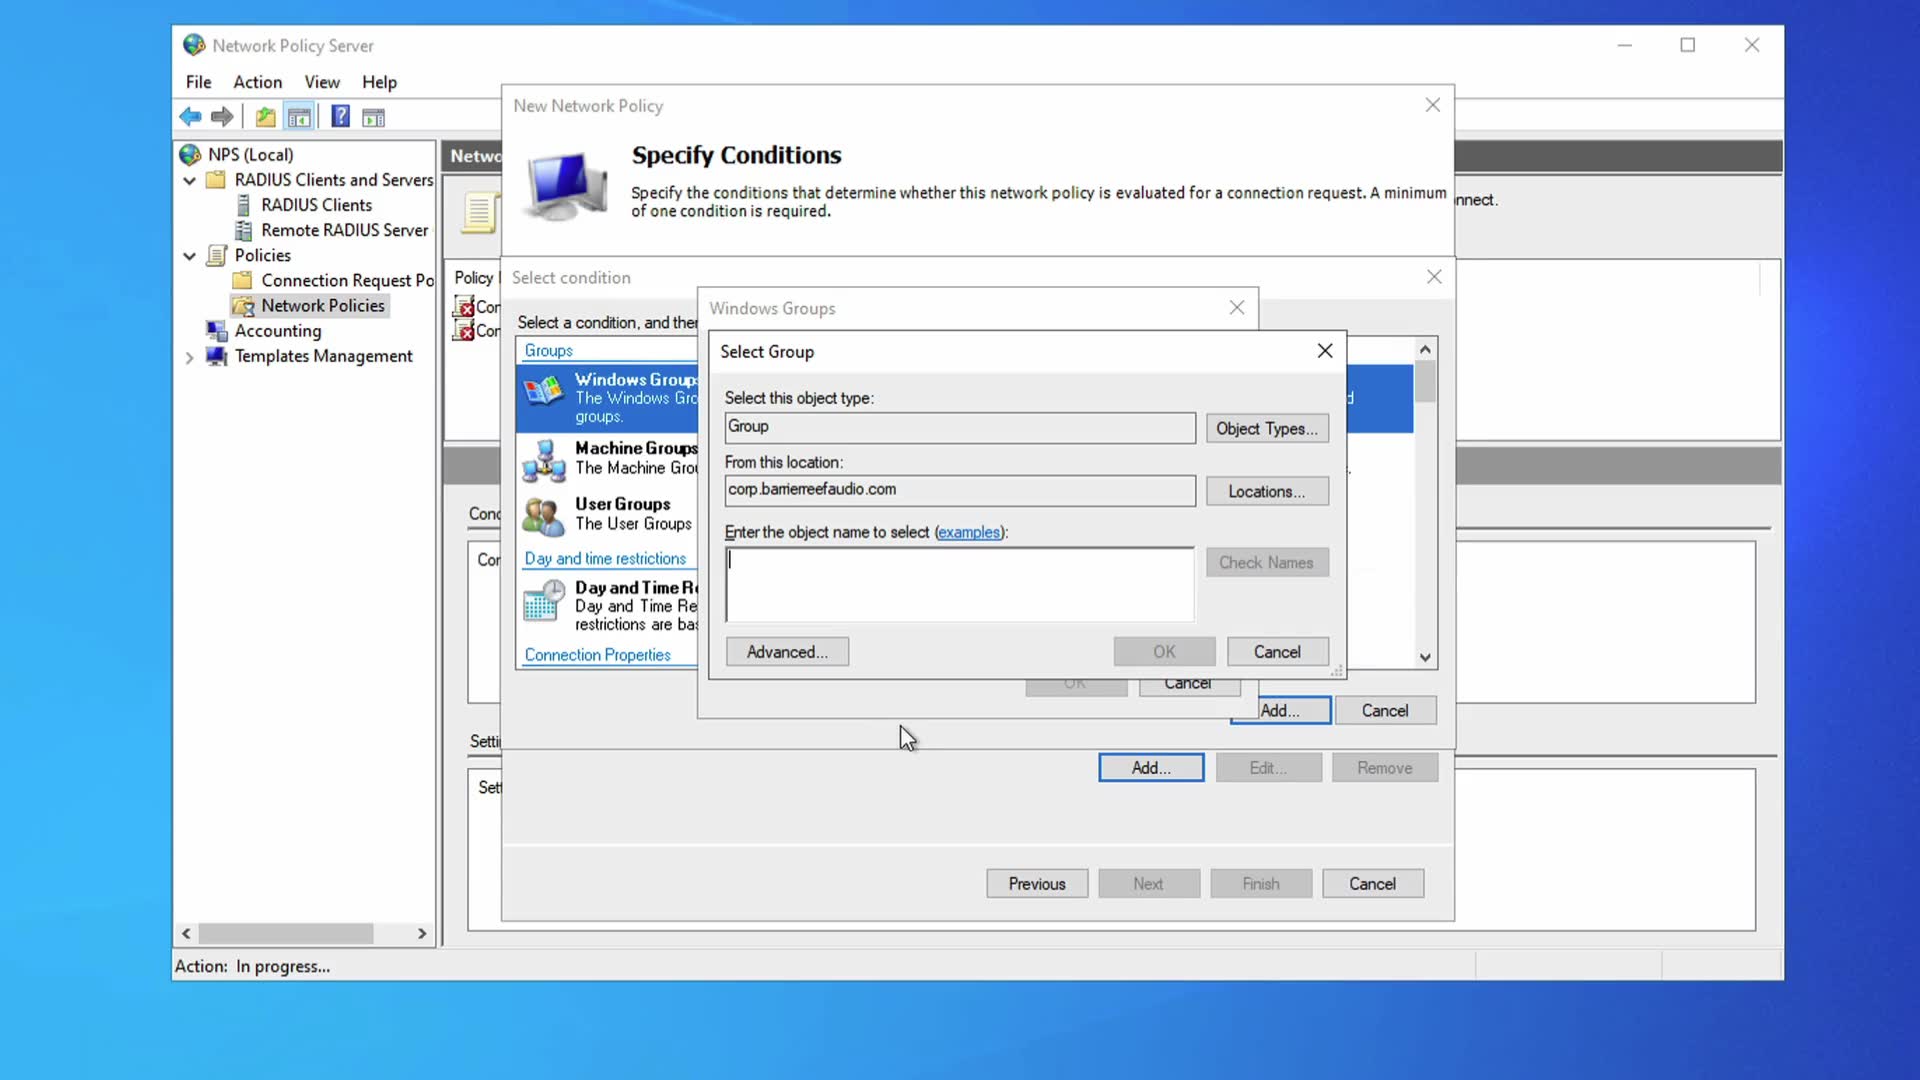 Network Policy Server
File Action View Help
New Network Policy
Specify Conditions
Specify the conditions that determine whether this network policy is evaluated for a connection request. A minimum
of one condition is required.
NPS (Local)
RADIUS Clients and Servers
RADIUS Clients
Remote RADIUS Server
Policies
Connection Request Po
Network Policies
Accounting
Templates Management
Netwo
nnect.
Policy
Con
Con
Select condition
Select a condition, and then
Groups
Windows Groups
The Windows Gro
groups.
Machine Groups
The Machine Grou
User Groups
The User Groups
Day and time restrictions
Day and Time Re
Day and Time Re
restrictions are bas
Connection Properties
Windows Groups
Select Group
Select this object type:
Group
Object Types...
From this location:
corp.barrierreefaudio.com
Locations...
Enter the object name to select (examples):
Check Names
Advanced...
OK
Cancel
OK
Cancel
Add...
Cancel
Cond
Con
Settin
Sett
Add...
Edit...
Remove
Previous
Next
Finish
Cancel
Action: In progress...